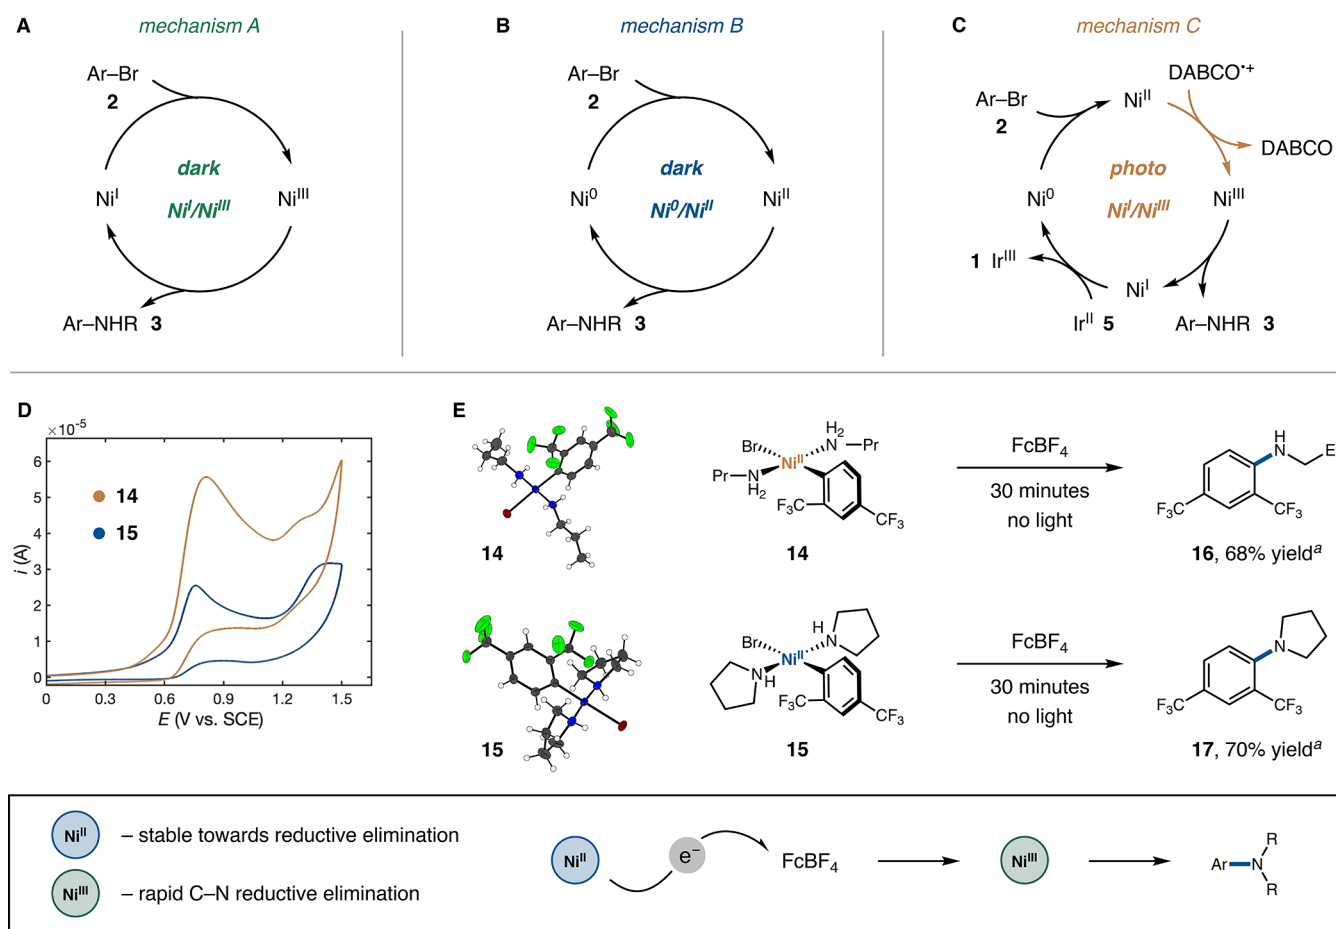 A
mechanism A
Ar–Br
2
dark
Ni^I/Ni^III
Ni^I
Ni^III
Ar–NHR 3
B
mechanism B
Ar–Br
2
dark
Ni^0/Ni^II
Ni^0
Ni^II
Ar–NHR 3
C
mechanism C
DABCO•+
Ar–Br
2
Ni^II
DABCO
photo
Ni^I/Ni^III
Ni^0
Ni^III
1 Ir^III
Ni^I
Ir^II 5
Ar–NHR 3
D
×10^-5
6
5
4
3
2
1
0
i (A)
14
15
0 0.3 0.6 0.9 1.2 1.5
E (V vs. SCE)
E
14
Br
H2
N
Pr
Ni^II
Pr
N
H2
F3C
CF3
14
FcBF4
30 minutes
no light
H
N
E
F3C
CF3
16, 68% yield^a
15
Br
H
N
Ni^II
N
H
F3C
CF3
15
FcBF4
30 minutes
no light
N
F3C
CF3
17, 70% yield^a
Ni^II – stable towards reductive elimination
Ni^III – rapid C–N reductive elimination
Ni^II
e−
FcBF4
Ni^III
R
Ar
N
R